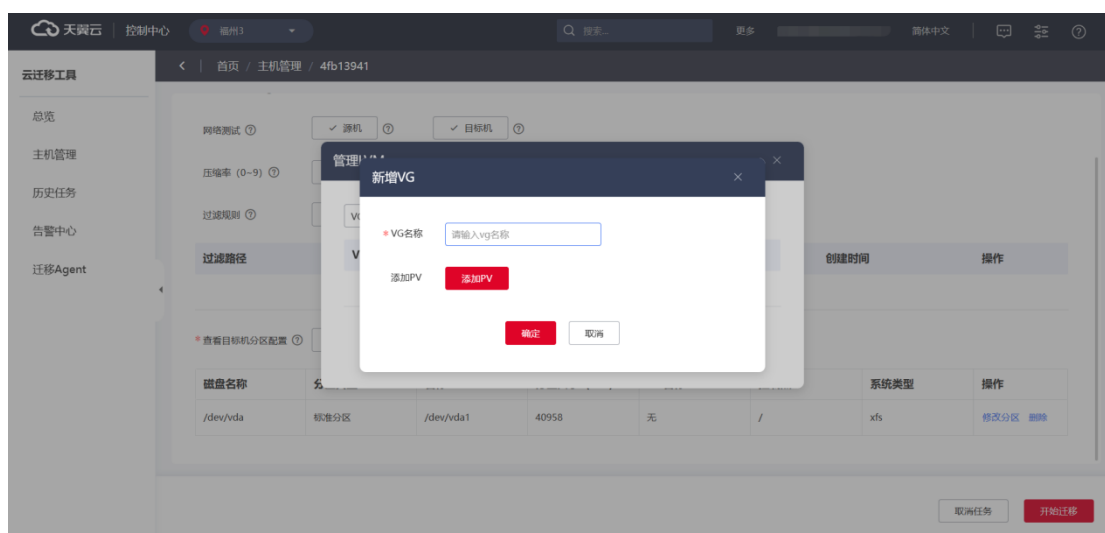 天翼云 控制中心 福州3 搜索... 更多 简体中文
云迁移工具
首页 / 主机管理 / 4fb13941
总览
主机管理
历史任务
告警中心
迁移Agent
网络测试 源机 目标机
压缩率 (0~9)
过滤规则
过滤路径 创建时间 操作
管理
新增VG
* VG名称 请输入vg名称
添加PV 添加PV
确定 取消
* 查看目标机分区配置
磁盘名称 系统类型 操作
/dev/vda 标准分区 /dev/vda1 40958 无 / xfs 修改分区 删除
取消任务 开始迁移